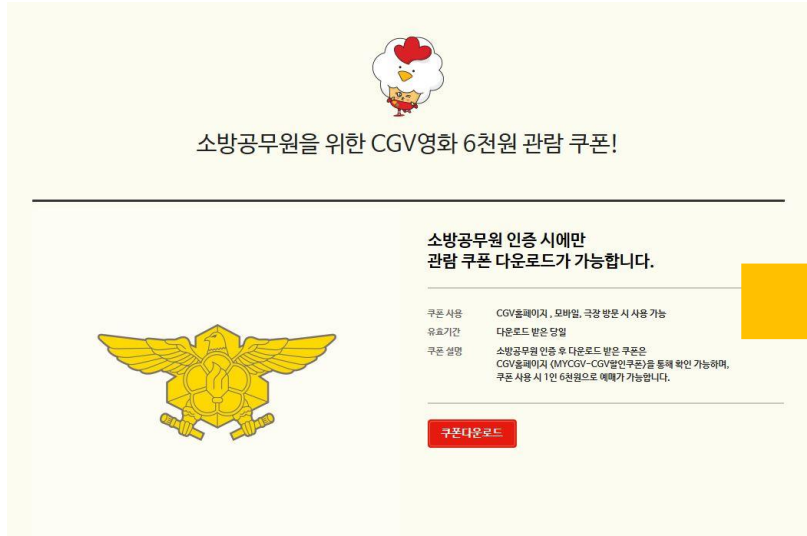 소방공무원을 위한 CGV영화 6천원 관람 쿠폰!
소방공무원 인증 시에만
관람 쿠폰 다운로드가 가능합니다.
쿠폰 사용 CGV홈페이지, 모바일, 극장 방문 시 사용 가능
유효기간 다운로드 받은 당일
쿠폰 설명 소방공무원 인증 후 다운로드 받은 쿠폰은
CGV홈페이지 (MYCGV-CGV할인쿠폰)을 통해 확인 가능하며,
쿠폰 사용 시 1인 6천원으로 예매가 가능합니다.
쿠폰다운로드